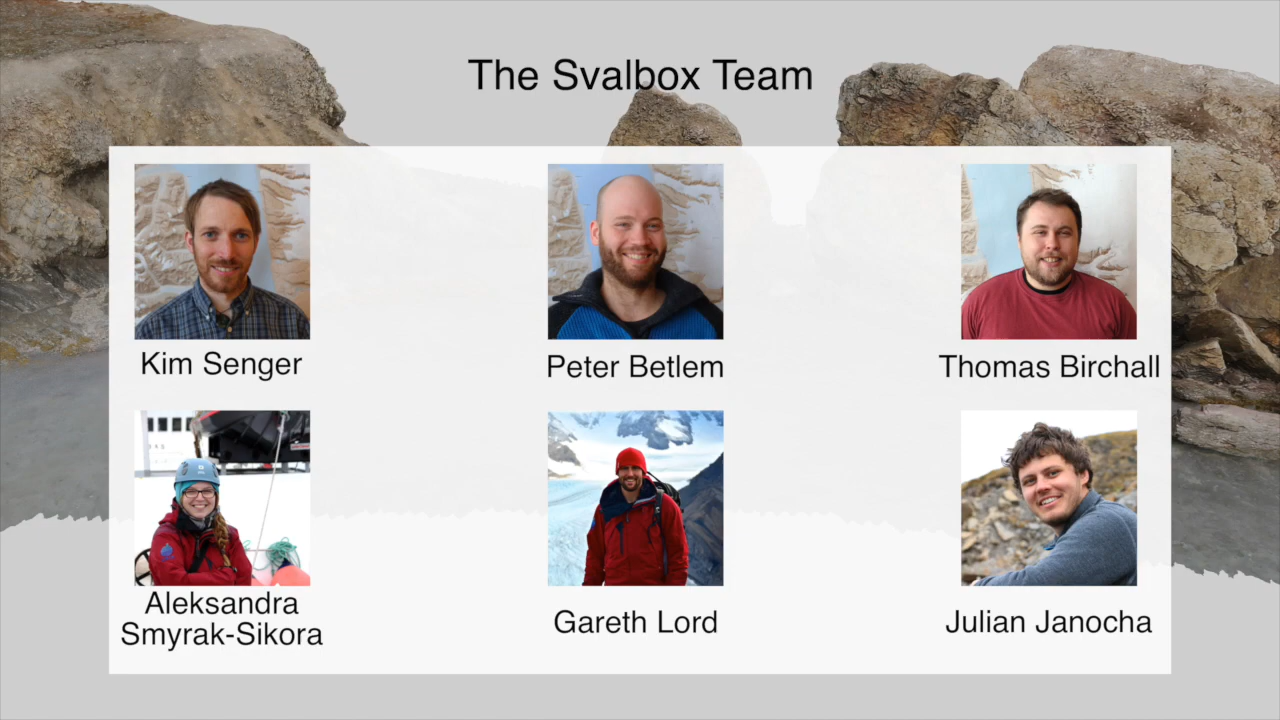 The Svalbox Team
Kim Senger
Peter Betlem
Thomas Birchall
Aleksandra
Smyrak-Sikora
Gareth Lord
Julian Janocha